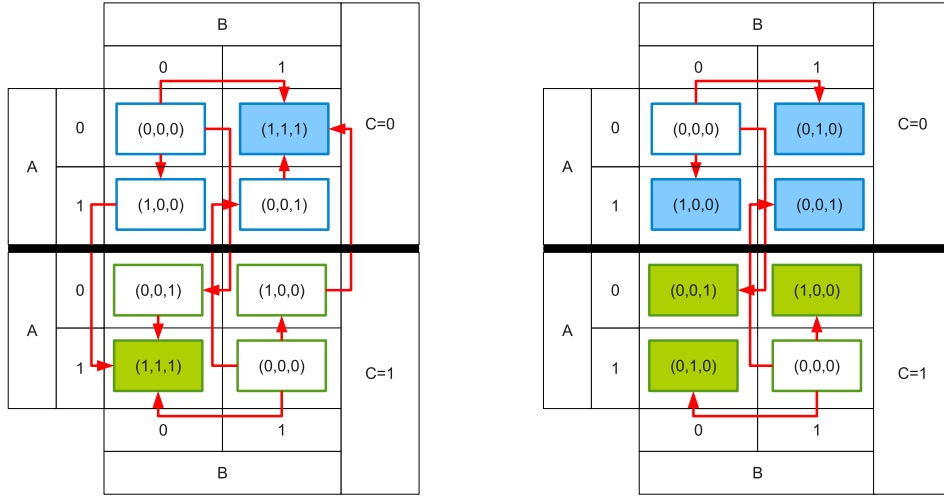 B
0 1
A 0 (0,0,0) (1,1,1) C=0
1 (1,0,0) (0,0,1)
A 0 (0,0,1) (1,0,0)
1 (1,1,1) (0,0,0) C=1
0 1
B
B
0 1
A 0 (0,0,0) (0,1,0) C=0
1 (1,0,0) (0,0,1)
A 0 (0,0,1) (1,0,0)
1 (0,1,0) (0,0,0) C=1
0 1
B